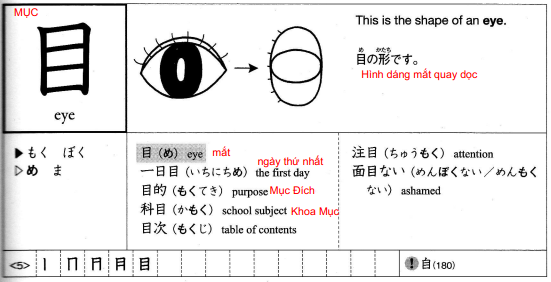 MỤC
目
eye
This is the shape of an eye.
め かたち
目の形です。
Hình dáng mắt quay dọc
▶もく ぼく
▷め ま
目（め） eye mắt
ngày thứ nhất
一日目（いちにちめ） the first day
目的（もくてき） purpose Mục Đích
科目（かもく） school subject Khoa Mục
目次（もくじ） table of contents
注目（ちゅうもく） attention
面目ない（めんぼくない／めんもく
ない） ashamed
<5> 丨 冂 月 月 目
! 自(180)